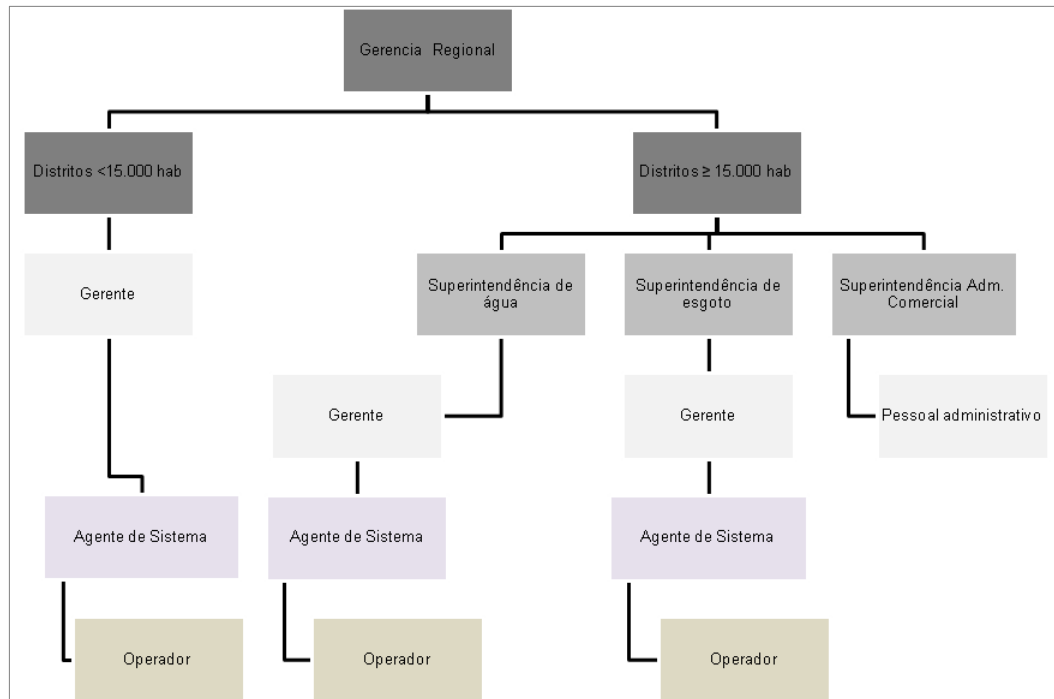 Gerencia Regional
Distritos <15.000 hab
Distritos ≥ 15.000 hab
Gerente
Superintendência de
água
Superintendência de
esgoto
Superintendência Adm.
Comercial
Gerente
Gerente
Pessoal administrativo
Agente de Sistema
Agente de Sistema
Agente de Sistema
Operador
Operador
Operador